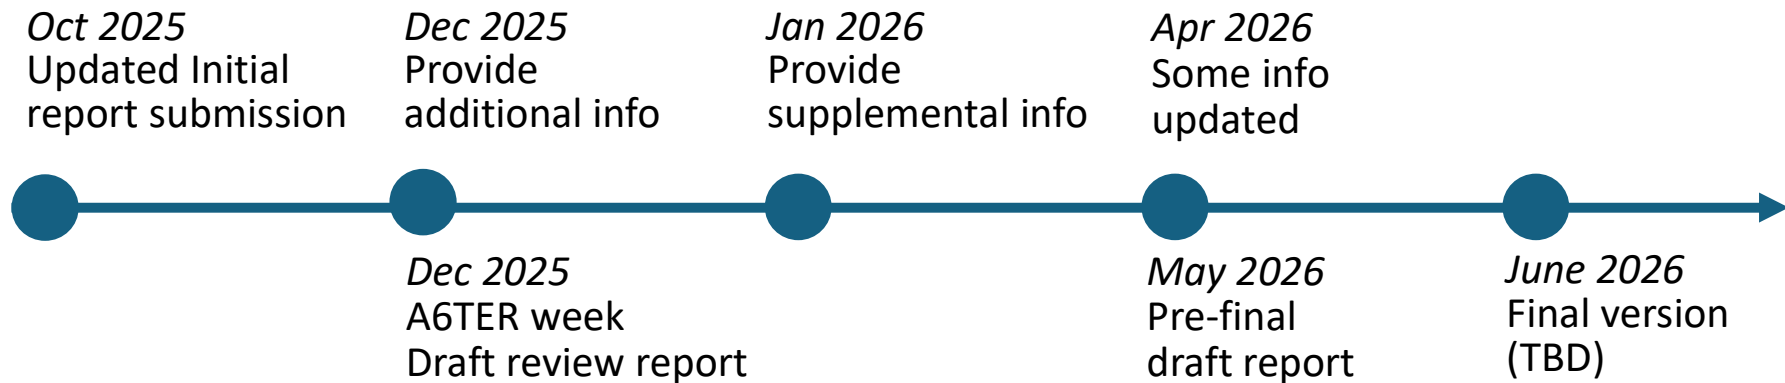 Oct 2025
Updated Initial
report submission
Dec 2025
Provide
additional info
Jan 2026
Provide
supplemental info
Apr 2026
Some info
updated
Dec 2025
A6TER week
Draft review report
May 2026
Pre-final
draft report
June 2026
Final version
(TBD)